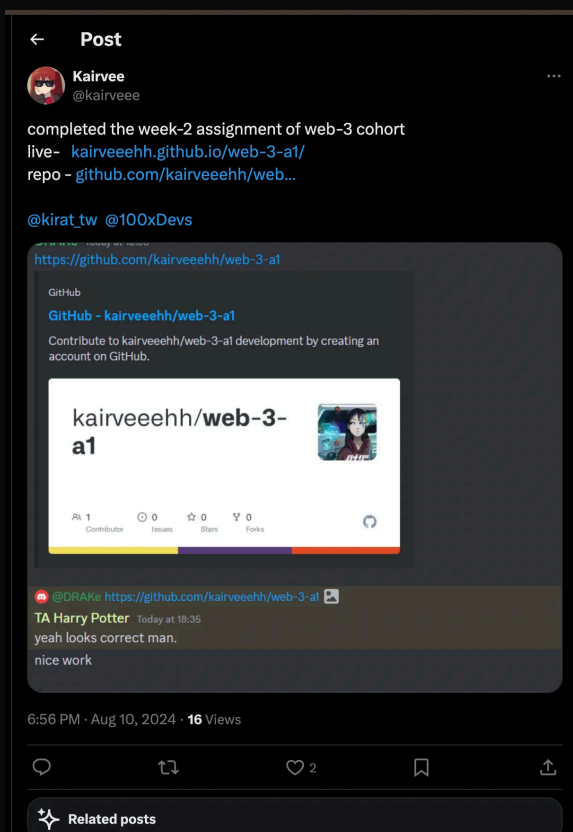 Post
Kairvee
@kairveee
completed the week-2 assignment of web-3 cohort
live- kairveeehh.github.io/web-3-a1/
repo - github.com/kairveeehh/web...
@kirat_tw @100xDevs
https://github.com/kairveeehh/web-3-a1
GitHub
GitHub - kairveeehh/web-3-a1
Contribute to kairveeehh/web-3-a1 development by creating an
account on GitHub.
kairveeehh/web-3-
a1
1 0 0 0
Contributor Issues Stars Forks
@DRAKe https://github.com/kairveeehh/web-3-a1
TA Harry Potter Today at 18:35
yeah looks correct man.
nice work
6:56 PM · Aug 10, 2024 · 16 Views
2
Related posts